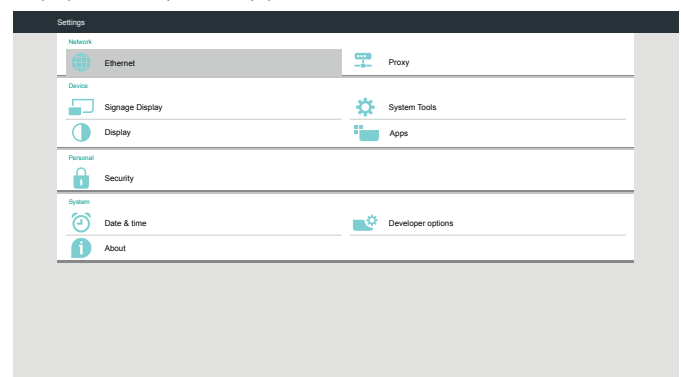 Settings
Network
Ethernet
Proxy
Device
Signage Display
System Tools
Display
Apps
Personal
Security
System
Date & time
Developer options
About